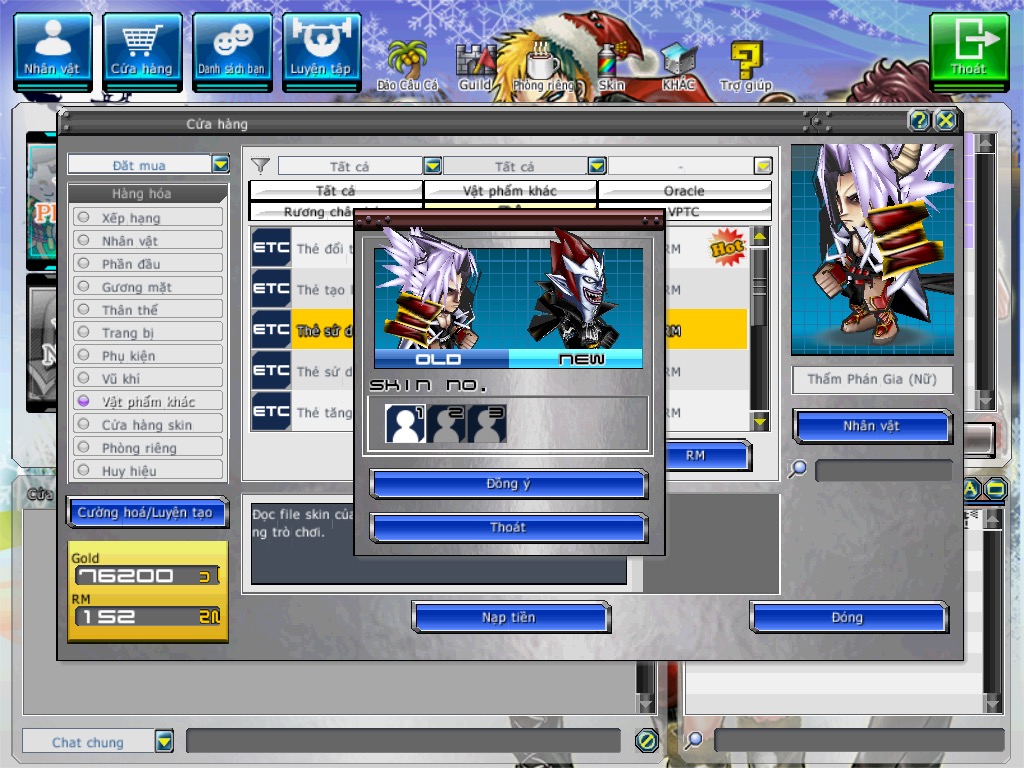 Nhân vật
Cửa hàng
Danh sách bạn
Luyện tập
Đảo Câu Cá
Guild
Phòng riêng
Skin
KHÁC
Trợ giúp
Thoát
Cửa hàng
Đặt mua
Hàng hóa
Xếp hạng
Nhân vật
Phần đầu
Gương mặt
Thân thể
Trang bị
Phụ kiện
Vũ khí
Vật phẩm khác
Cửa hàng skin
Phòng riêng
Huy hiệu
Cường hoá/Luyện tạo
Gold
76200
RM
152
Tất cả
Tất cả
-
Tất cả
Vật phẩm khác
Oracle
Rương
VPTC
ETC
Thẻ đổi
RM
Hot
ETC
Thẻ tạo
RM
ETC
Thẻ sử
RM
ETC
Thẻ sử
RM
ETC
Thẻ tăng
RM
RM
OLD
NEW
SKIN NO.
1
2
3
Đồng ý
Thoát
Đọc file skin của
ng trò chơi.
Nạp tiền
Đóng
Thẩm Phán Gia (Nữ)
Nhân vật
Cửa
A
Chat chung